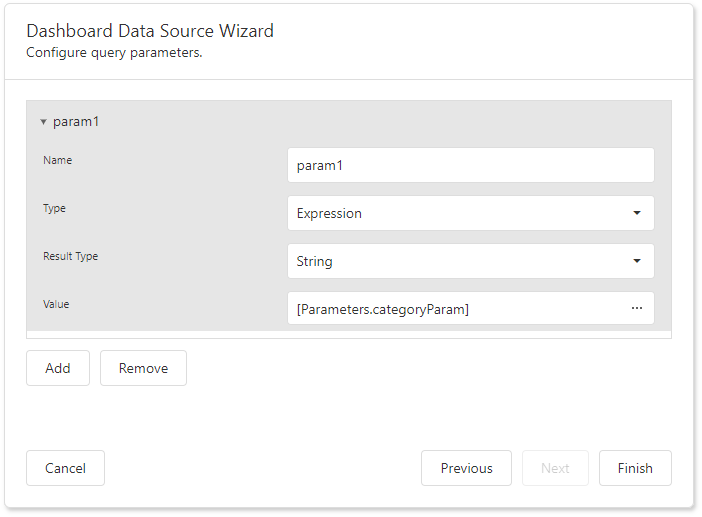 Dashboard Data Source Wizard
Configure query parameters.
param1
Name param1
Type Expression
Result Type String
Value [Parameters.categoryParam] ...
Add Remove
Cancel Previous Next Finish